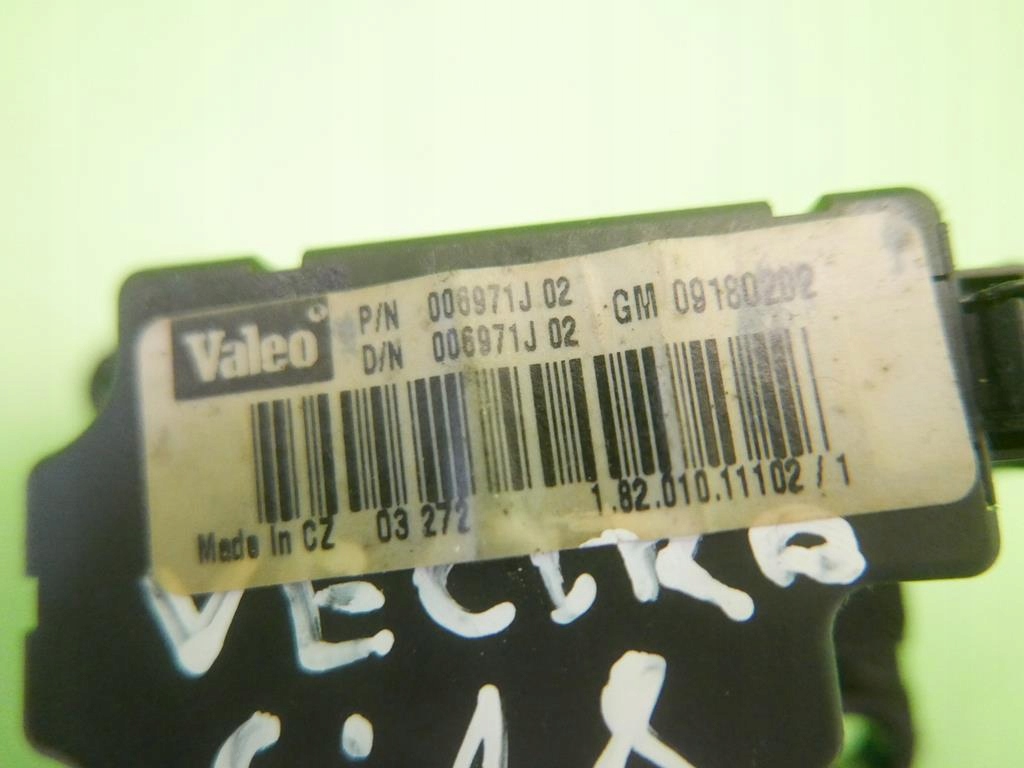 Valeo
P/N 006971J 02 GM 09180202
D/N 006971J 02
1.82.010.11102/1
Made In CZ 03 272
VECTRA